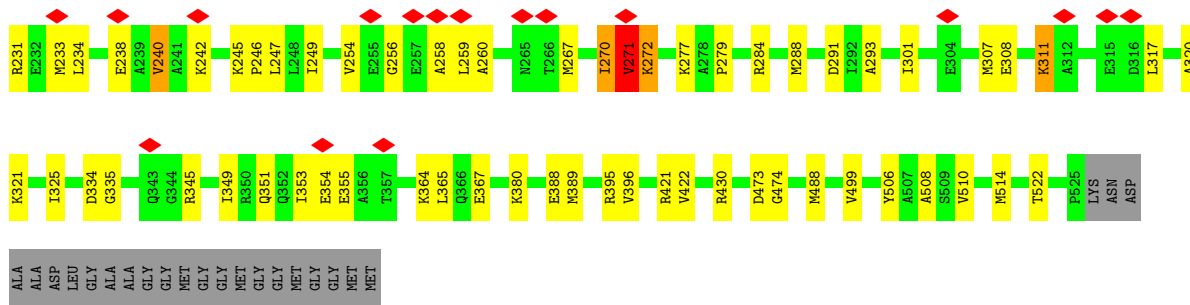 R231 E232 M233 L234 E238 A239 V240 A241 K242 K245 P246 L247 L248 I249 V254 E255 G256 E257 A258 L259 A260 N265 T266 M267 I270 V271 K272 K277 A278 P279 R284 M288 D291 I292 A293 I301 E304 M307 E308 K311 A312 E315 D316 L317 A320
K321 I325 D334 G335 Q343 G344 R345 I349 R350 Q351 Q352 I353 E354 E355 A356 T357 K364 L365 Q366 E367 K380 E388 M389 R395 V396 R421 V422 R430 D473 G474 M488 V499 Y506 A507 A508 S509 V510 M514 T522 P525 LYS ASN ASP
ALA ALA ASP LEU GLY ALA ALA GLY GLY MET GLY GLY MET GLY GLY MET MET